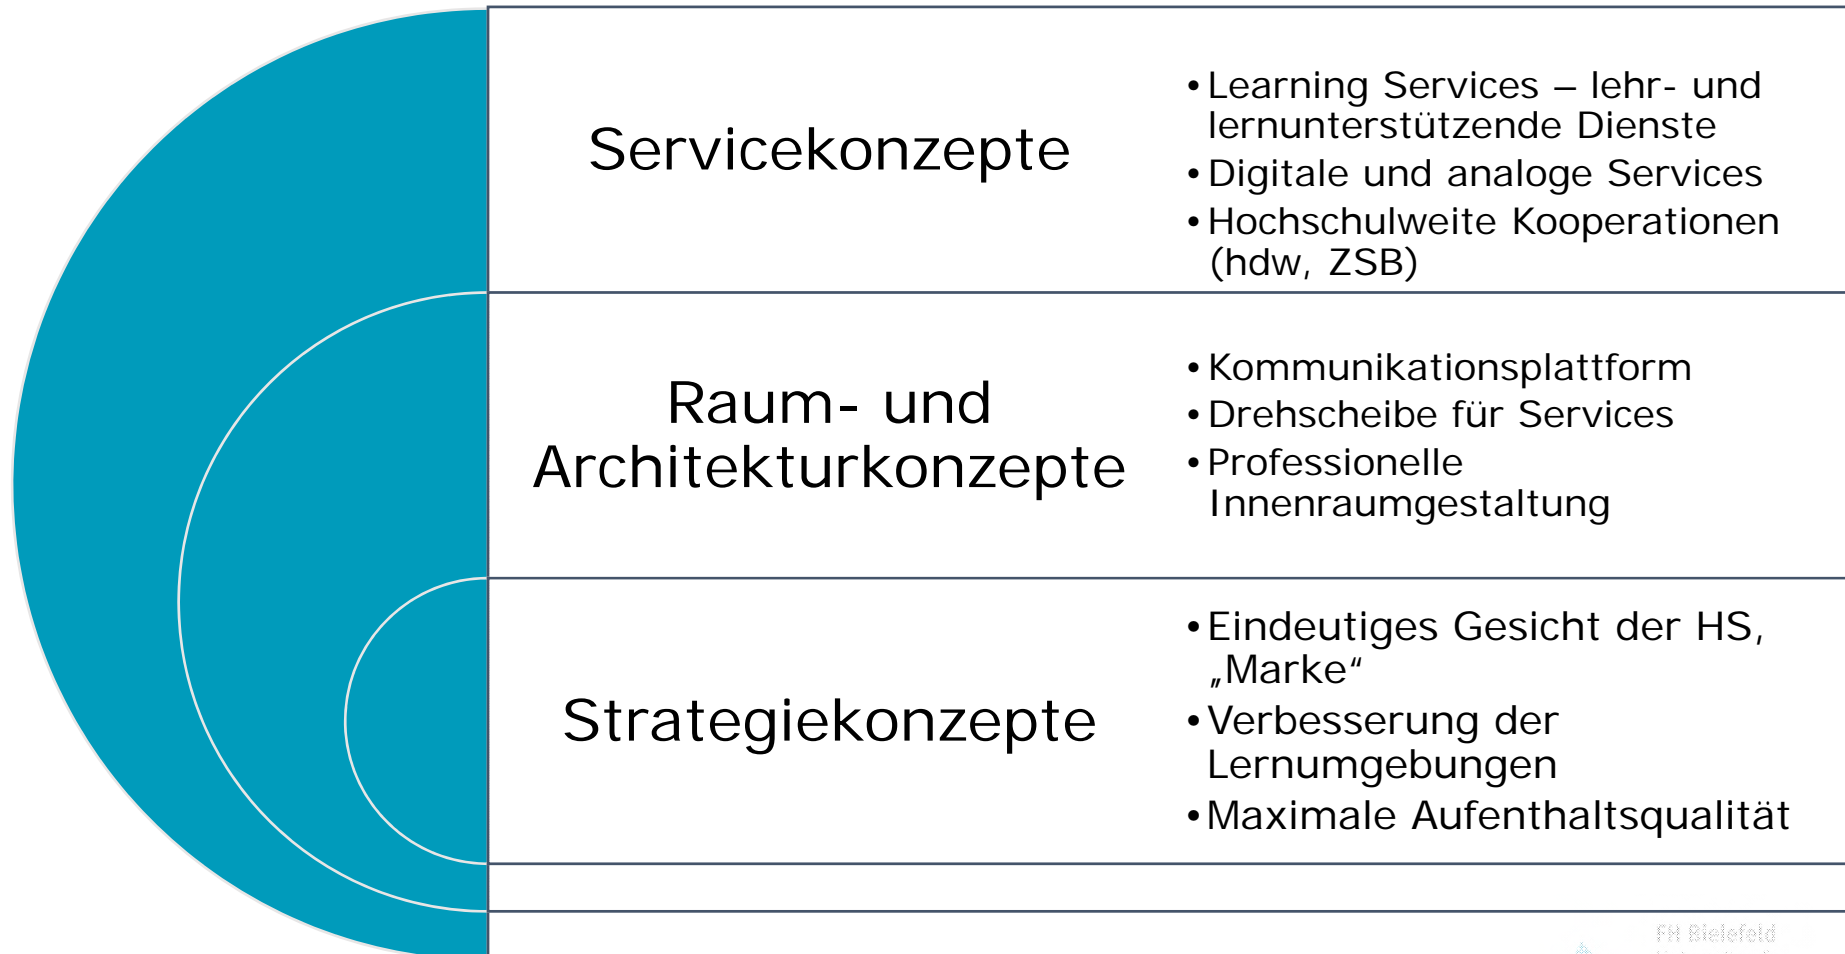 Servicekonzepte
• Learning Services – lehr- und
lernunterstützende Dienste
• Digitale und analoge Services
• Hochschulweite Kooperationen
(hdw, ZSB)
Raum- und
Architekturkonzepte
• Kommunikationsplattform
• Drehscheibe für Services
• Professionelle
Innenraumgestaltung
Strategiekonzepte
• Eindeutiges Gesicht der HS,
„Marke“
• Verbesserung der
Lernumgebungen
• Maximale Aufenthaltsqualität
FH Bielefeld